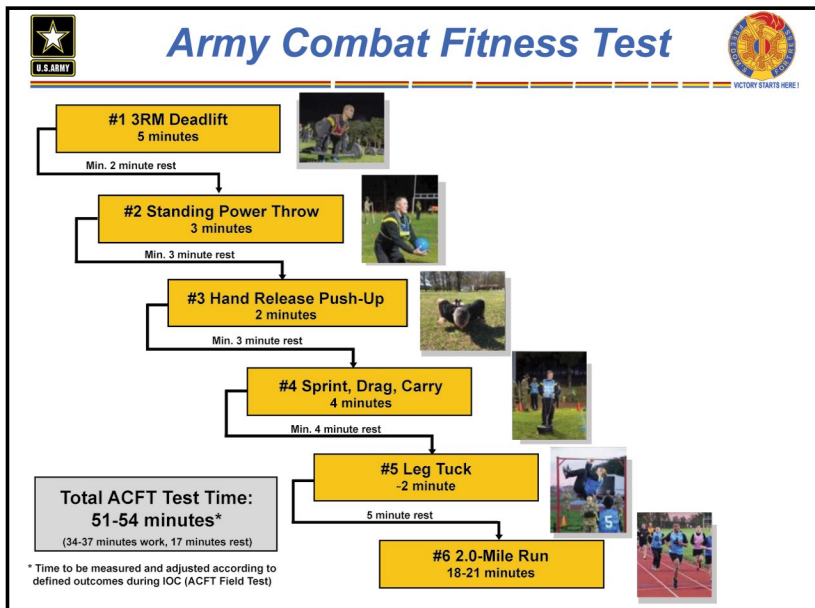 Army Combat Fitness Test
U.S.ARMY
FREEDOM'S FORTRESS
VICTORY STARTS HERE !
#1 3RM Deadlift
5 minutes
Min. 2 minute rest
#2 Standing Power Throw
3 minutes
Min. 3 minute rest
#3 Hand Release Push-Up
2 minutes
Min. 3 minute rest
#4 Sprint, Drag, Carry
4 minutes
Min. 4 minute rest
#5 Leg Tuck
-2 minute
5
5 minute rest
#6 2.0-Mile Run
18-21 minutes
Total ACFT Test Time:
51-54 minutes*
(34-37 minutes work, 17 minutes rest)
* Time to be measured and adjusted according to
defined outcomes during IOC (ACFT Field Test)